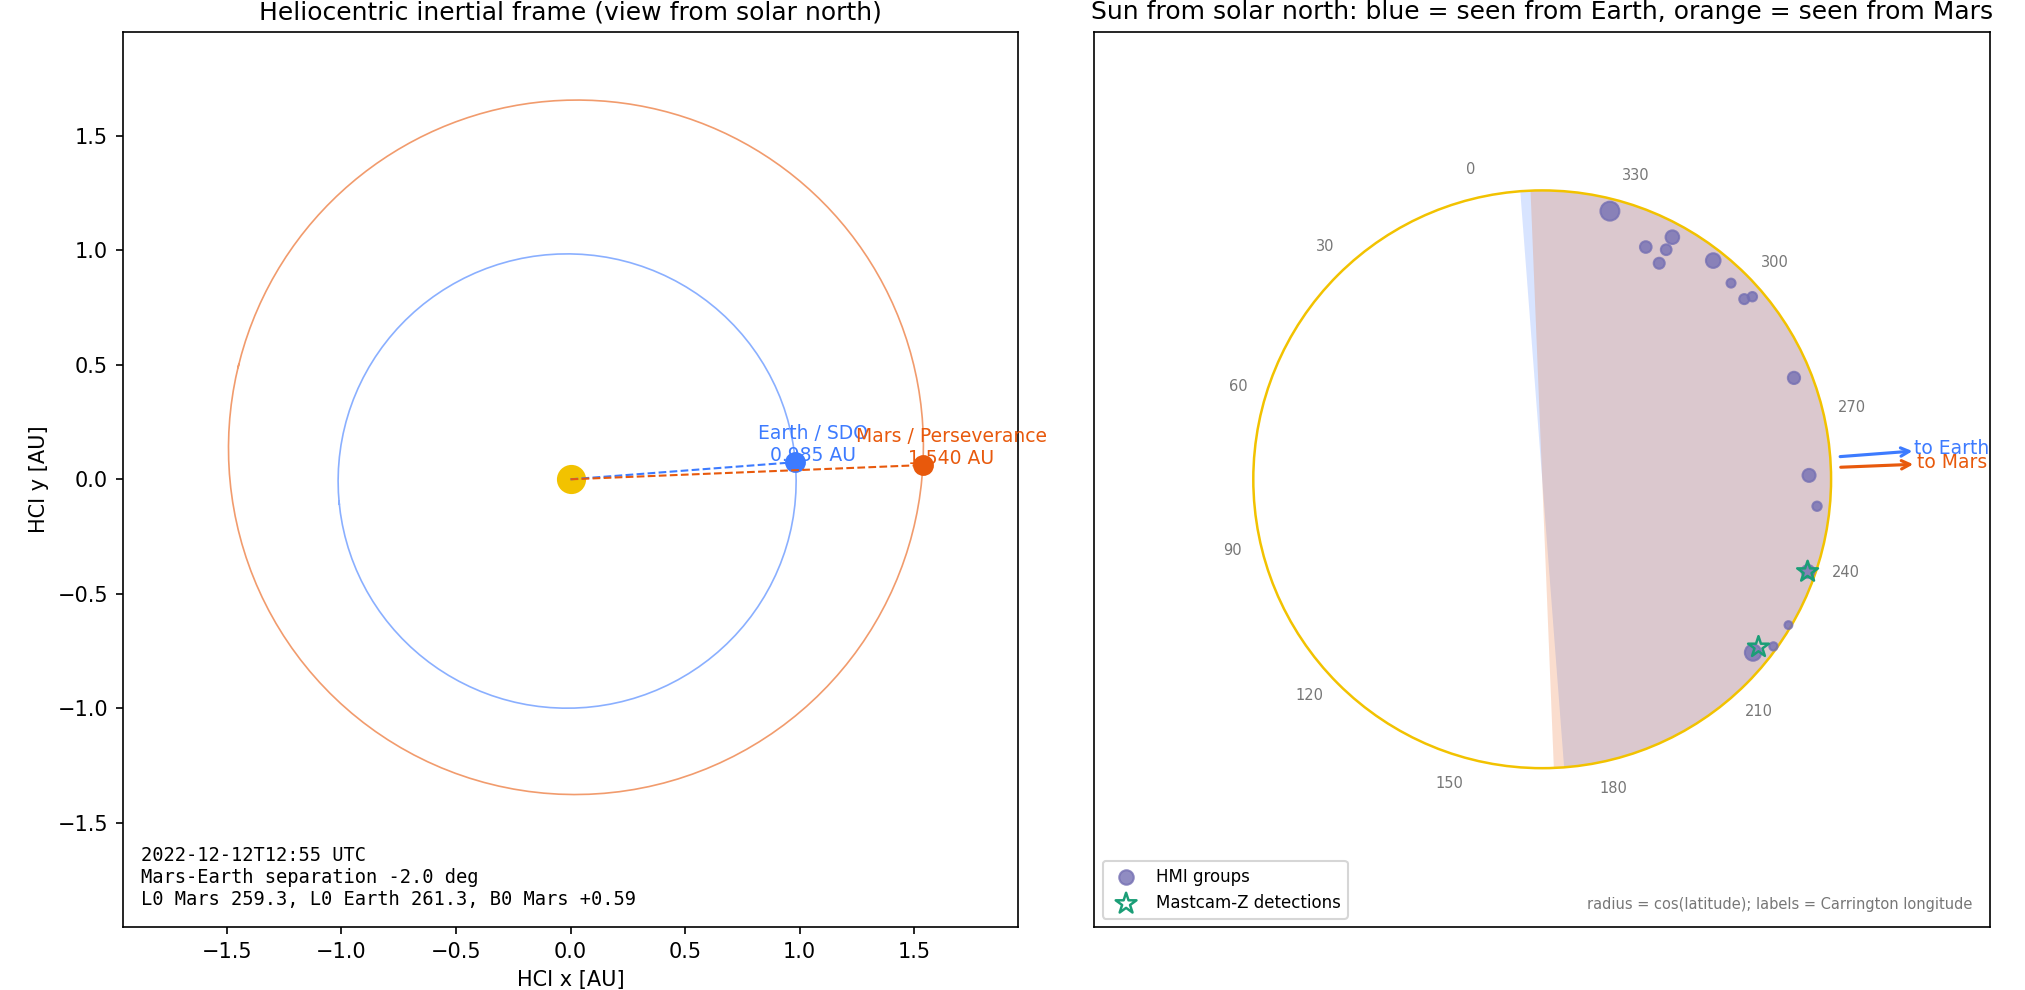 Heliocentric inertial frame (view from solar north)
HCI y [AU]
1.5
1.0
0.5
0.0
−0.5
−1.0
−1.5
Earth / SDO
0.985 AU
Mars / Perseverance
1.540 AU
2022-12-12T12:55 UTC
Mars-Earth separation -2.0 deg
L0 Mars 259.3, L0 Earth 261.3, B0 Mars +0.59
−1.5
−1.0
−0.5
0.0
0.5
1.0
1.5
HCI x [AU]
Sun from solar north: blue = seen from Earth, orange = seen from Mars
0
330
30
300
60
270
to Earth
to Mars
90
240
120
210
150
180
HMI groups
Mastcam-Z detections
radius = cos(latitude); labels = Carrington longitude